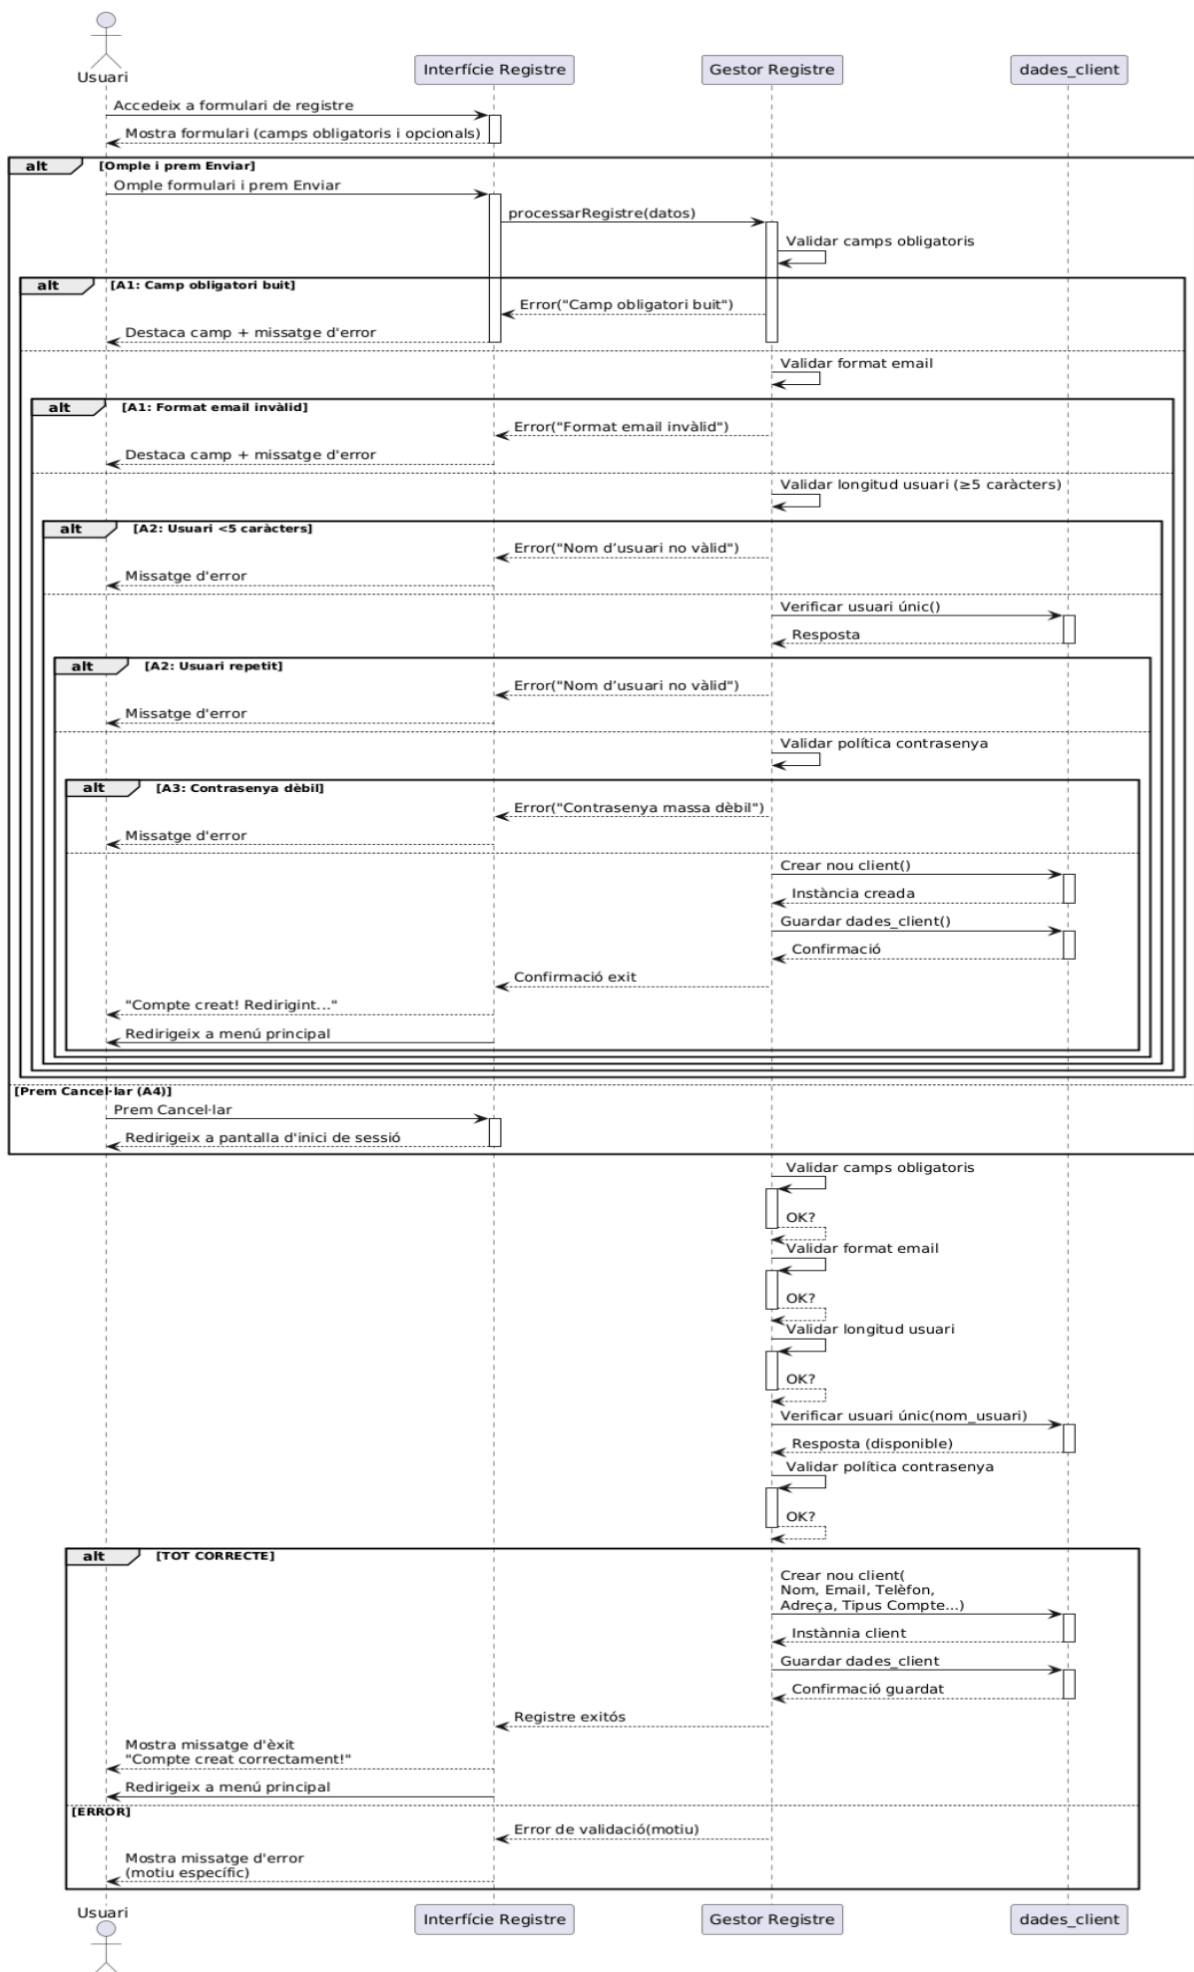 Usuari
Interfície Registre
Gestor Registre
dades_client
Accedeix a formulari de registre
Mostra formulari (camps obligatoris i opcionals)
alt [Omple i prem Enviar]
Omple formulari i prem Enviar
processarRegistre(datos)
Validar camps obligatoris
alt [A1: Camp obligatori buit]
Error("Camp obligatori buit")
Destaca camp + missatge d'error
Validar format email
alt [A1: Format email invàlid]
Error("Format email invàlid")
Destaca camp + missatge d'error
Validar longitud usuari (≥5 caràcters)
alt [A2: Usuari <5 caràcters]
Error("Nom d’usuari no vàlid")
Missatge d'error
Verificar usuari únic()
Resposta
alt [A2: Usuari repetit]
Error("Nom d’usuari no vàlid")
Missatge d'error
Validar política contrasenya
alt [A3: Contrasenya dèbil]
Error("Contrasenya massa dèbil")
Missatge d'error
Crear nou client()
Instància creada
Guardar dades_client()
Confirmació
Confirmació exit
"Compte creat! Redirigint..."
Redirigeix a menú principal
[Prem Cancel·lar (A4)]
Prem Cancel·lar
Redirigeix a pantalla d'inici de sessió
Validar camps obligatoris
OK?
Validar format email
OK?
Validar longitud usuari
OK?
Verificar usuari únic(nom_usuari)
Resposta (disponible)
Validar política contrasenya
OK?
alt [TOT CORRECTE]
Crear nou client(
Nom, Email, Telèfon,
Adreça, Tipus Compte...)
Instànnia client
Guardar dades_client
Confirmació guardat
Registre exitós
Mostra missatge d'èxit
"Compte creat correctament!"
Redirigeix a menú principal
[ERROR]
Error de validació(motiu)
Mostra missatge d'error
(motiu específic)
Usuari
Interfície Registre
Gestor Registre
dades_client